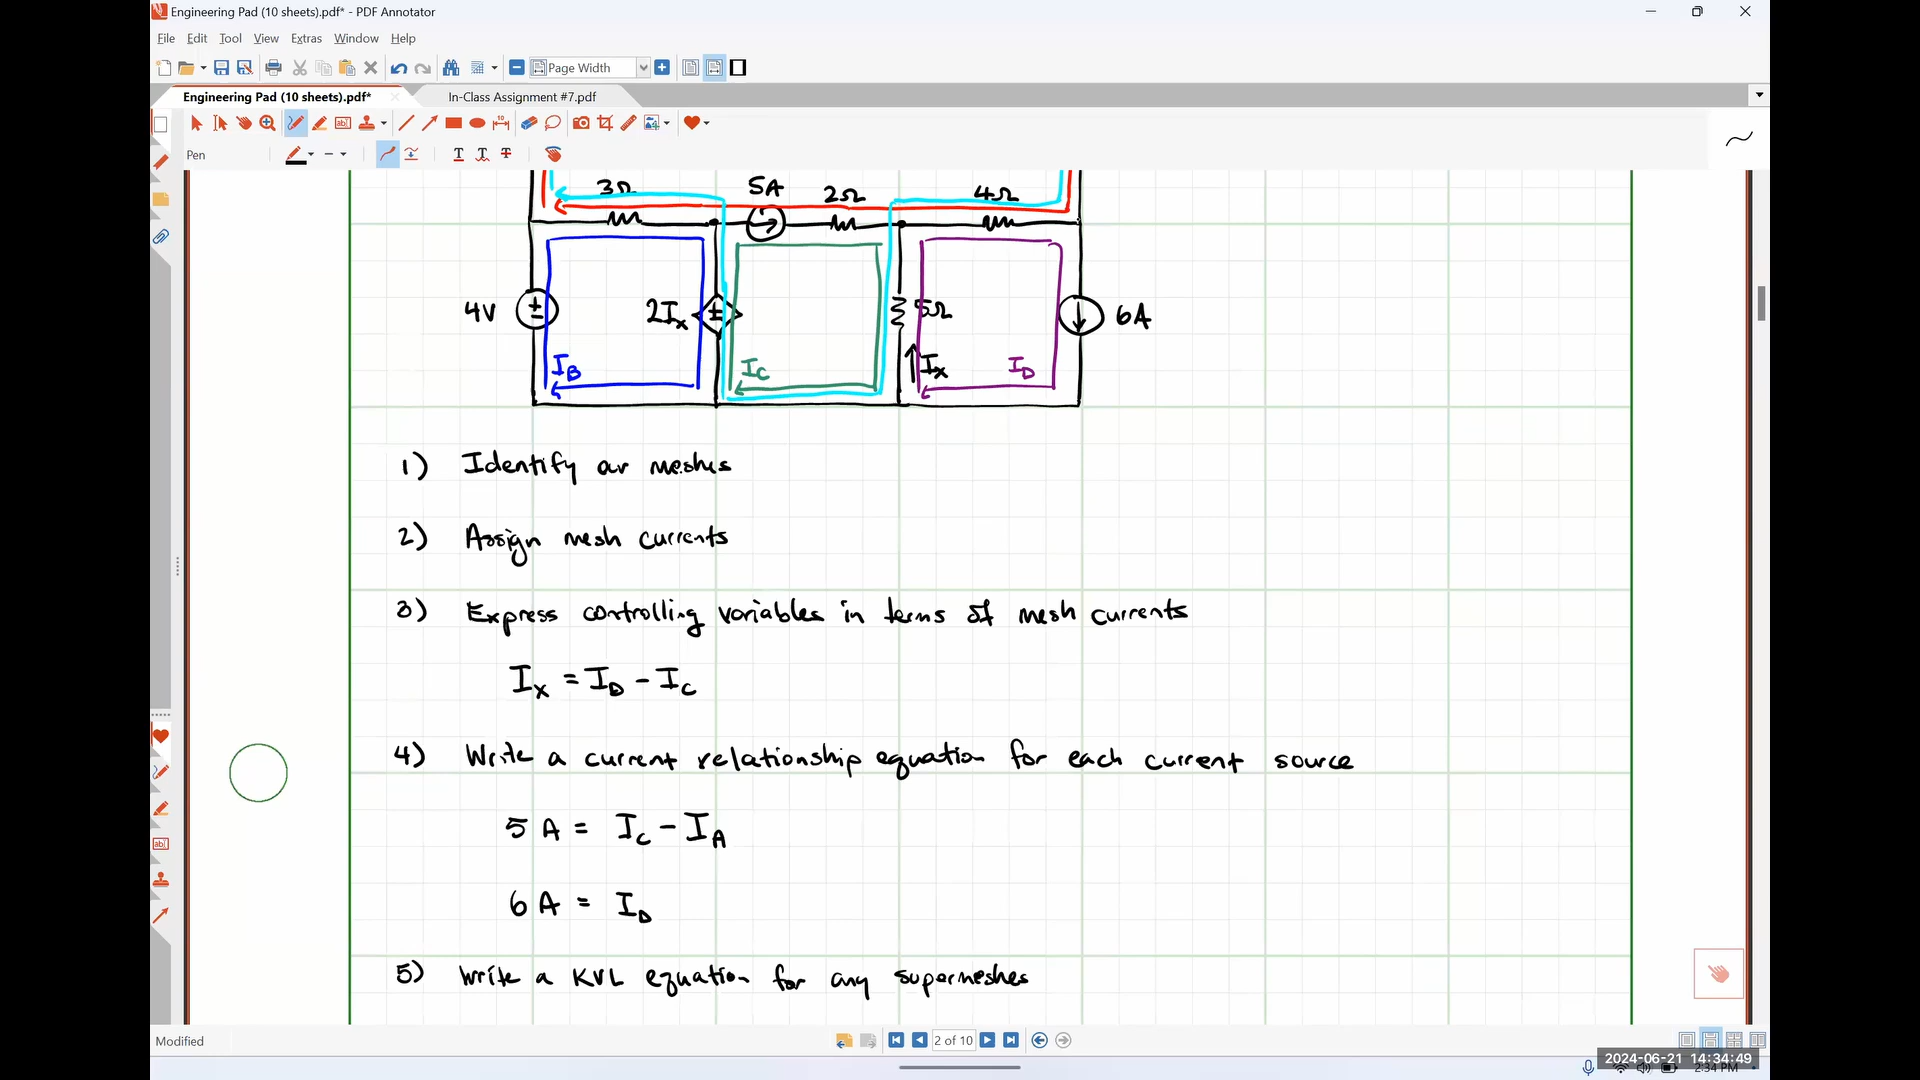 Engineering Pad (10 sheets).pdf* - PDF Annotator
File Edit Tool View Extras Window Help
Page Width
Engineering Pad (10 sheets).pdf* In-Class Assignment #7.pdf
Pen
3Ω 5A 2Ω 4Ω
4V 2Ix 5Ω 6A
IB IC Ix ID
1) Identify our meshes
2) Assign mesh currents
3) Express controlling variables in terms of mesh currents
Ix = ID - IC
4) Write a current relationship equation for each current source
5 A = IC - IA
6 A = ID
5) Write a KVL equation for any supermeshes
Modified 2 of 10
2024-06-21 14:34:49
2:34 PM